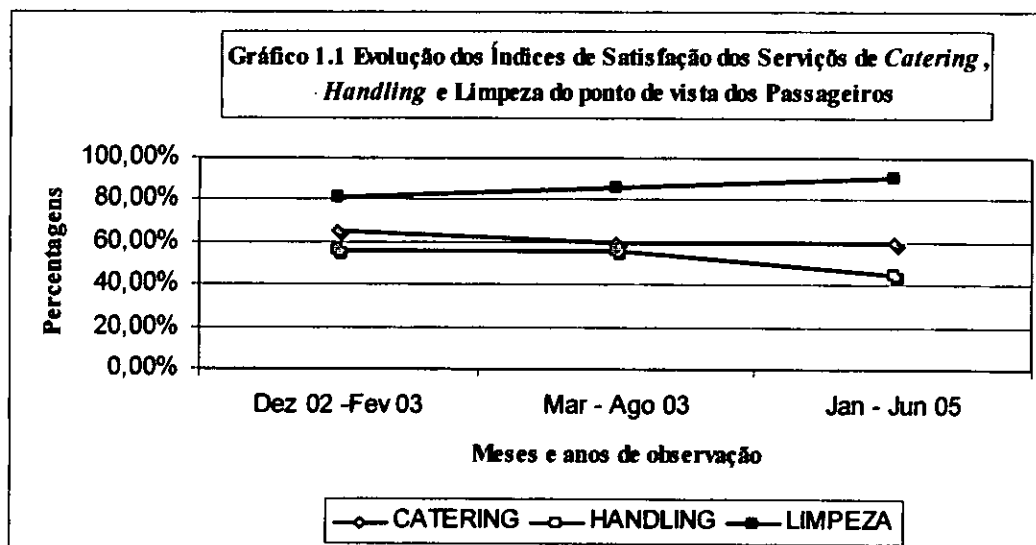 Gráfico 1.1 Evolução dos Índices de Satisfação dos Serviços de Catering ,
Handling e Limpeza do ponto de vista dos Passageiros
100,00%
80,00%
60,00%
40,00%
20,00%
0,00%
Percentagens
Dez 02 -Fev 03
Mar - Ago 03
Jan - Jun 05
Meses e anos de observação
CATERING HANDLING LIMPEZA